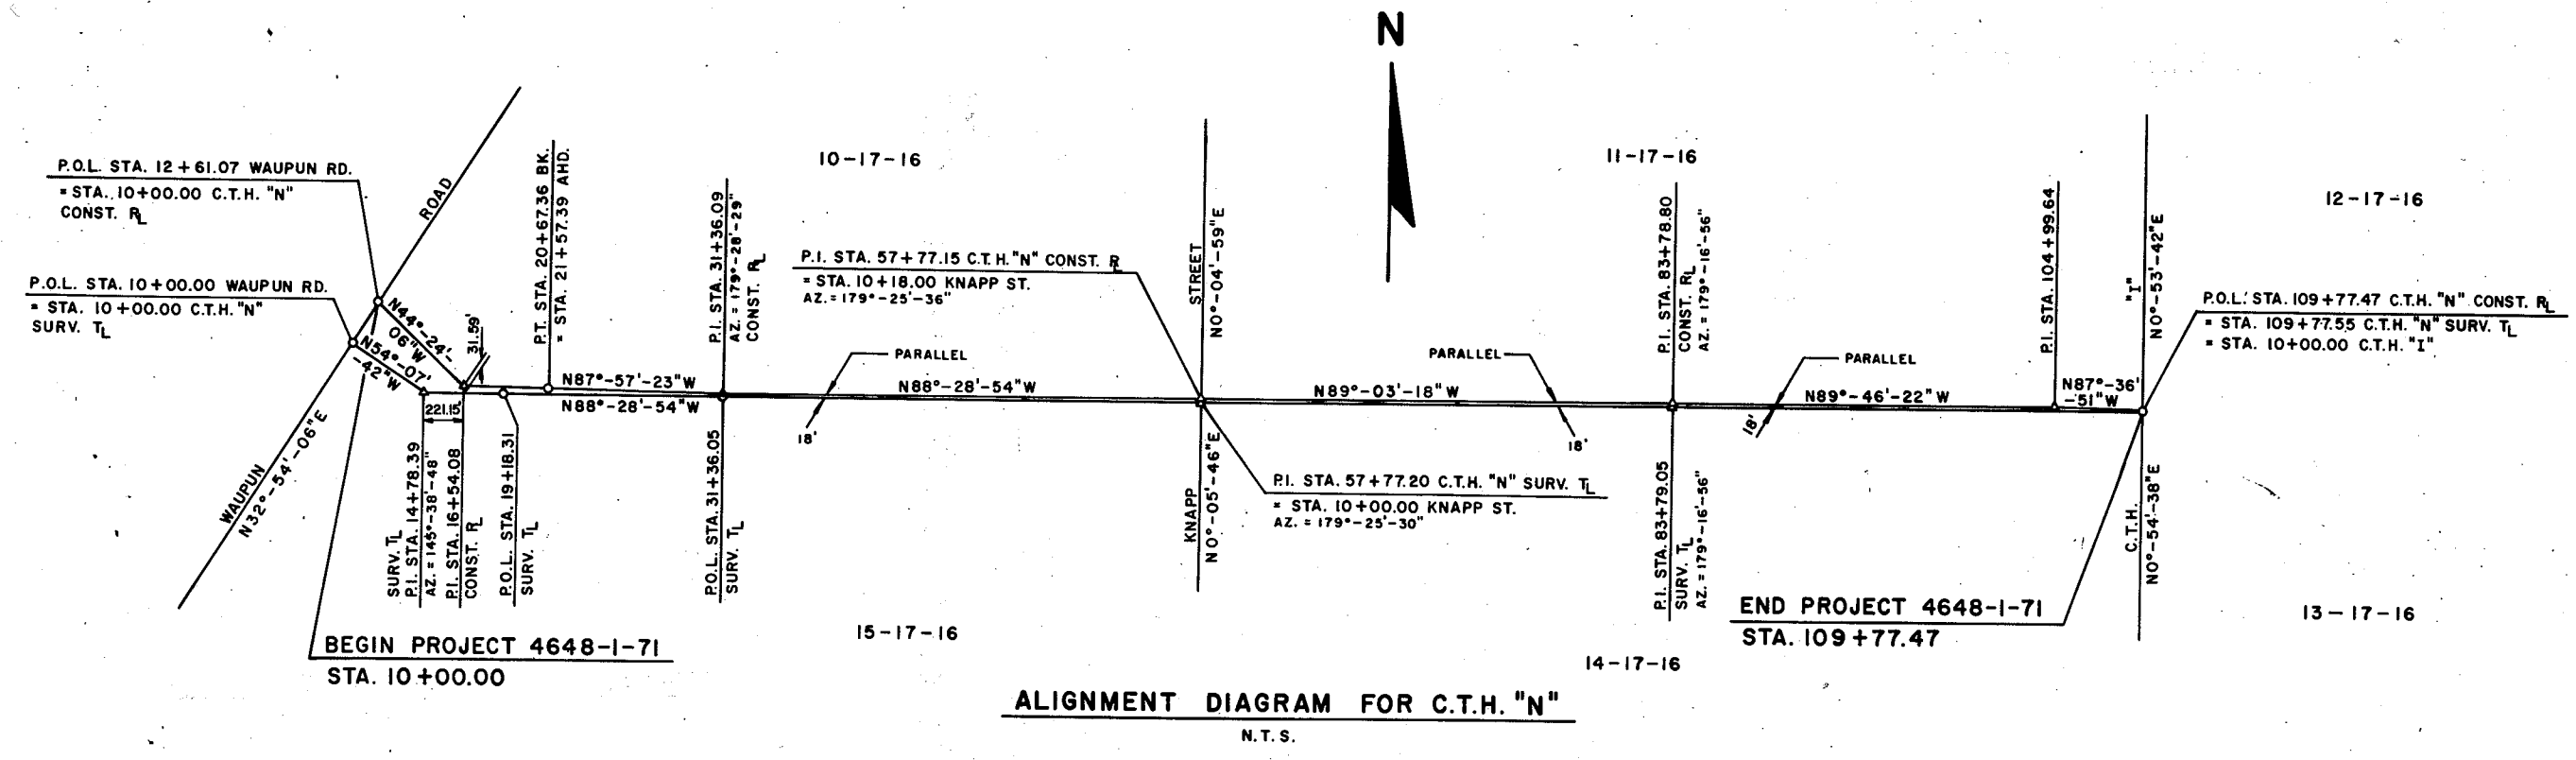 N
P.O.L. STA. 12+61.07 WAUPUN RD.
= STA. 10+00.00 C.T.H. "N"
CONST. RL
P.O.L. STA. 10+00.00 WAUPUN RD.
= STA. 10+00.00 C.T.H. "N"
SURV. TL
ROAD
WAUPUN
N32°-54'-06"E
N44°-24'-
06"W
N54°-07'
-42"W
31.59'
221.15'
P.T. STA. 20+67.36 BK.
= STA. 21+57.39 AHD.
10-17-16
P.I. STA. 31+36.09
AZ. = 179°-28'-29"
CONST. RL
N87°-57'-23"W
N88°-28'-54"W
SURV. TL
P.I. STA. 14+78.39
AZ. = 145°-38'-48"
P.I. STA. 16+54.08
CONST. RL
P.O.L. STA. 19+18.31
SURV. TL
P.O.L. STA. 31+36.05
SURV. TL
BEGIN PROJECT 4648-1-71
STA. 10+00.00
P.I. STA. 57+77.15 C.T.H. "N" CONST. RL
= STA. 10+18.00 KNAPP ST.
AZ. = 179°-25'-36"
PARALLEL
N88°-28'-54"W
18'
15-17-16
STREET
N0°-04'-59"E
KNAPP
N0°-05'-46"E
P.I. STA. 57+77.20 C.T.H. "N" SURV. TL
= STA. 10+00.00 KNAPP ST.
AZ. = 179°-25'-30"
11-17-16
PARALLEL
N89°-03'-18"W
18'
P.I. STA. 83+78.80
CONST. RL
AZ. = 179°-16'-56"
P.I. STA. 83+79.05
SURV. TL
AZ. = 179°-16'-56"
14-17-16
PARALLEL
N89°-46'-22"W
18'
P.I. STA. 104+99.64
N87°-36'
-51"W
"I"
N0°-53'-42"E
C.T.H.
N0°-54'-38"E
12-17-16
P.O.L. STA. 109+77.47 C.T.H. "N" CONST. RL
= STA. 109+77.55 C.T.H. "N" SURV. TL
= STA. 10+00.00 C.T.H. "I"
END PROJECT 4648-1-71
STA. 109+77.47
13-17-16
ALIGNMENT DIAGRAM FOR C.T.H. "N"
N.T.S.